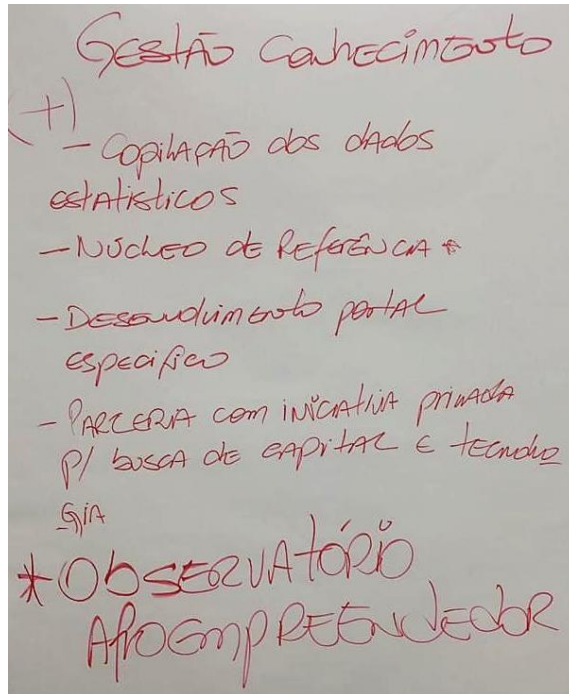 GESTÃO CONHECIMENTO
(+)
- COPILAÇÃO DOS DADOS
ESTATÍSTICOS
- NÚCLEO DE REFERÊNCIA *
- DESENVOLVIMENTO PORTAL
ESPECÍFICO
- PARCERIA COM INICIATIVA PRIVADA
P/ BUSCA DE CAPITAL E TECNOLO
GIA
* OBSERVATÓRIO
AFROEMPREENDEDOR